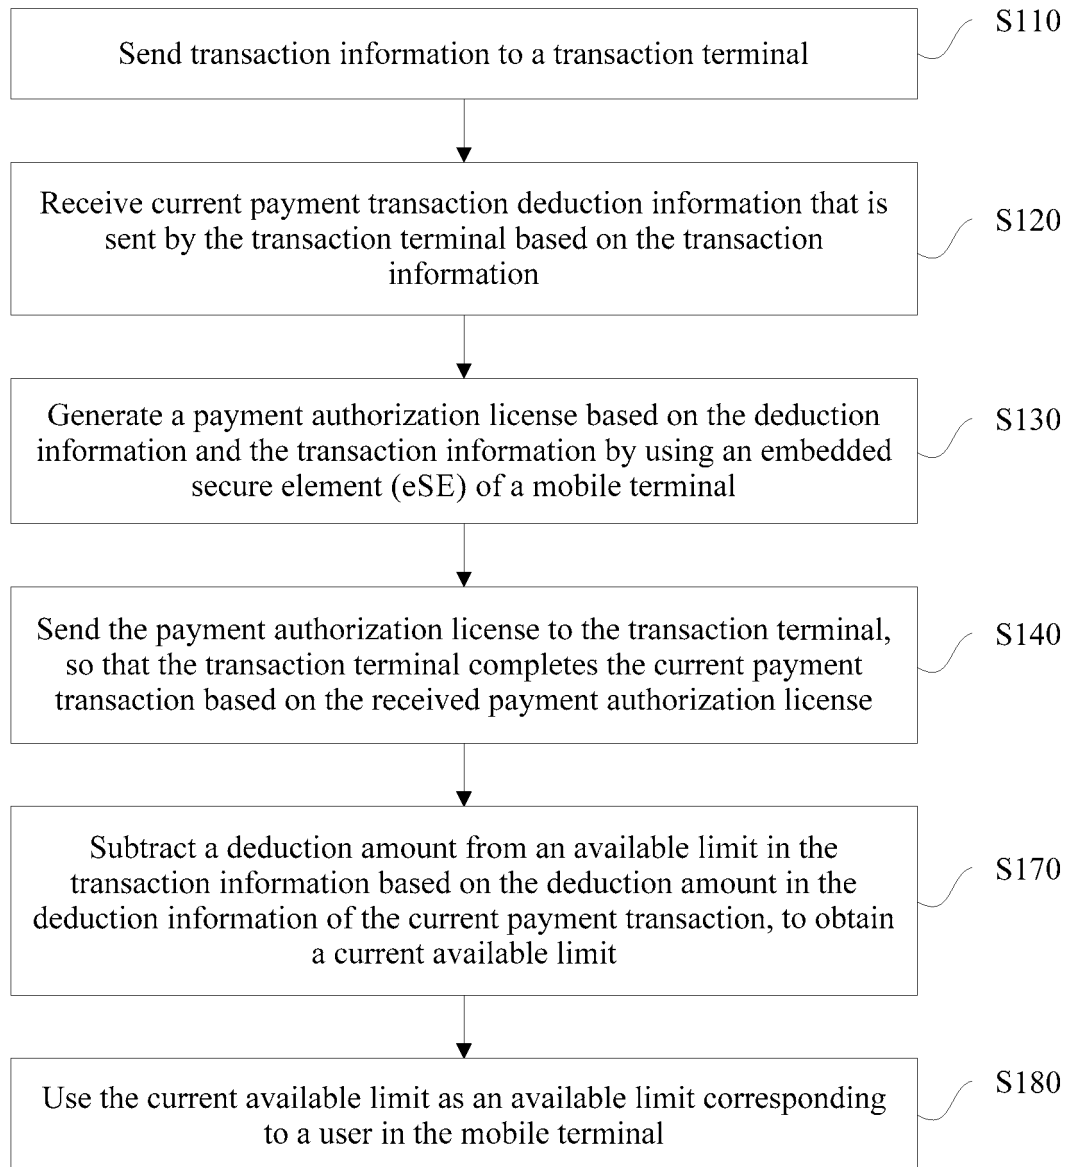 Send transaction information to a transaction terminal
S110
Receive current payment transaction deduction information that is
sent by the transaction terminal based on the transaction
information
S120
Generate a payment authorization license based on the deduction
information and the transaction information by using an embedded
secure element (eSE) of a mobile terminal
S130
Send the payment authorization license to the transaction terminal,
so that the transaction terminal completes the current payment
transaction based on the received payment authorization license
S140
Subtract a deduction amount from an available limit in the
transaction information based on the deduction amount in the
deduction information of the current payment transaction, to obtain
a current available limit
S170
Use the current available limit as an available limit corresponding
to a user in the mobile terminal
S180